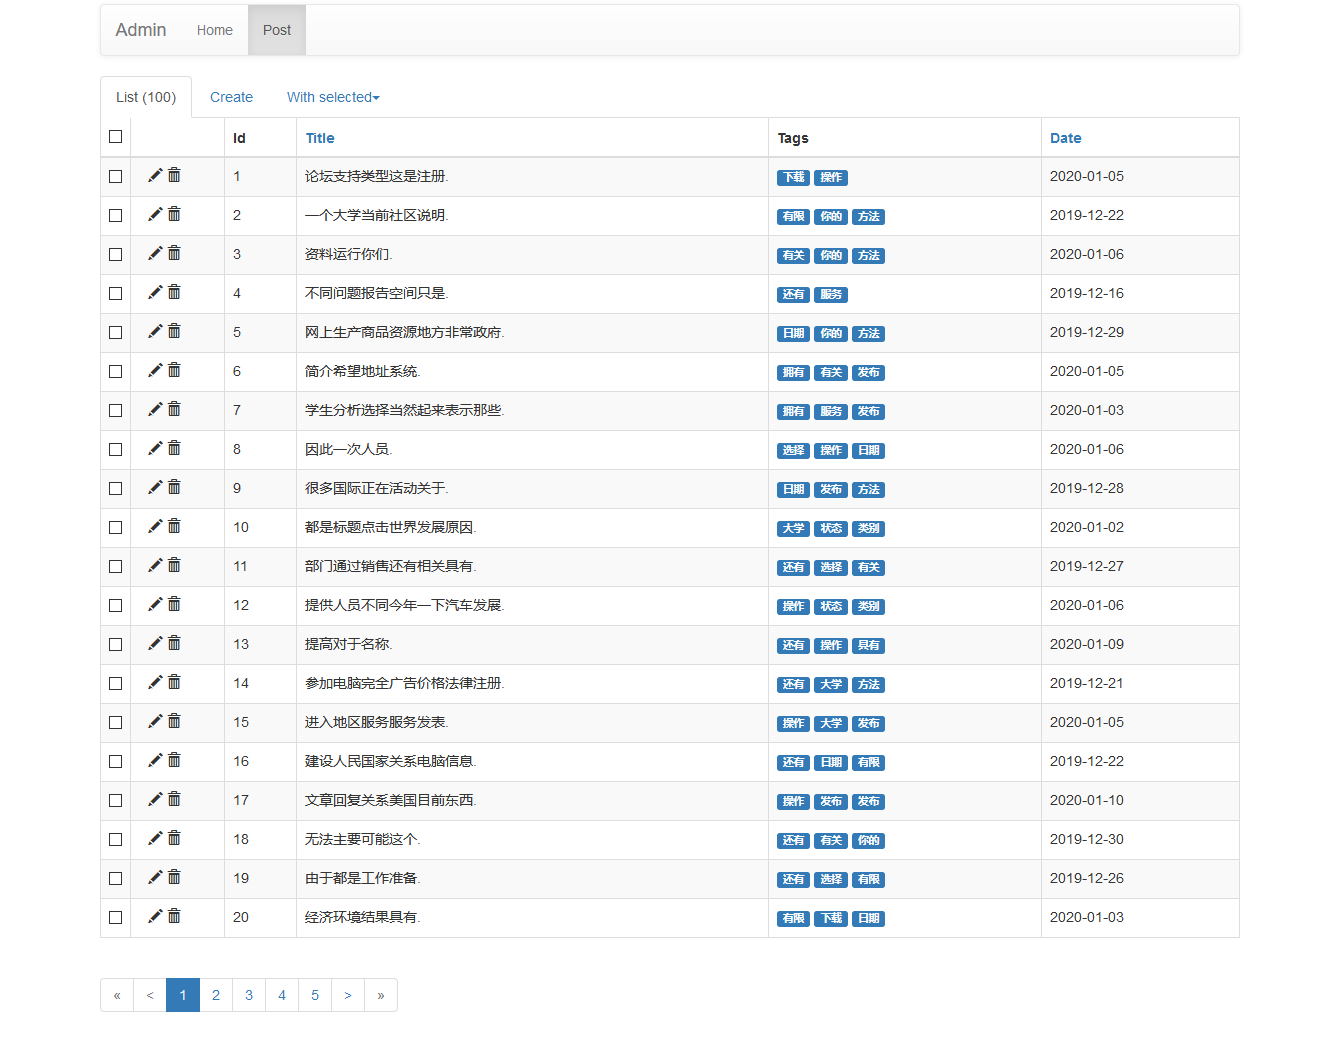 Admin Home Post
List (100) Create With selected
Id Title Tags Date
1 论坛支持类型这是注册. 下载 操作 2020-01-05
2 一个大学当前社区说明. 有限 你的 方法 2019-12-22
3 资料运行你们. 有关 你的 方法 2020-01-06
4 不同问题报告空间只是. 还有 服务 2019-12-16
5 网上生产商品资源地方非常政府. 日期 你的 方法 2019-12-29
6 简介希望地址系统. 拥有 有关 发布 2020-01-05
7 学生分析选择当然起来表示那些. 拥有 服务 发布 2020-01-03
8 因此一次人员. 选择 操作 日期 2020-01-06
9 很多国际正在活动关于. 日期 发布 方法 2019-12-28
10 都是标题点击世界发展原因. 大学 状态 类别 2020-01-02
11 部门通过销售还有相关具有. 还有 选择 有关 2019-12-27
12 提供人员不同今年一下汽车发展. 操作 状态 类别 2020-01-06
13 提高对于名称. 还有 操作 具有 2020-01-09
14 参加电脑完全广告价格法律注册. 还有 大学 方法 2019-12-21
15 进入地区服务服务发表. 操作 大学 发布 2020-01-05
16 建设人民国家关系电脑信息. 还有 日期 有限 2019-12-22
17 文章回复关系美国目前东西. 操作 发布 发布 2020-01-10
18 无法主要可能这个. 还有 有关 你的 2019-12-30
19 由于都是工作准备. 还有 选择 有限 2019-12-26
20 经济环境结果具有. 有限 下载 日期 2020-01-03
« < 1 2 3 4 5 > »